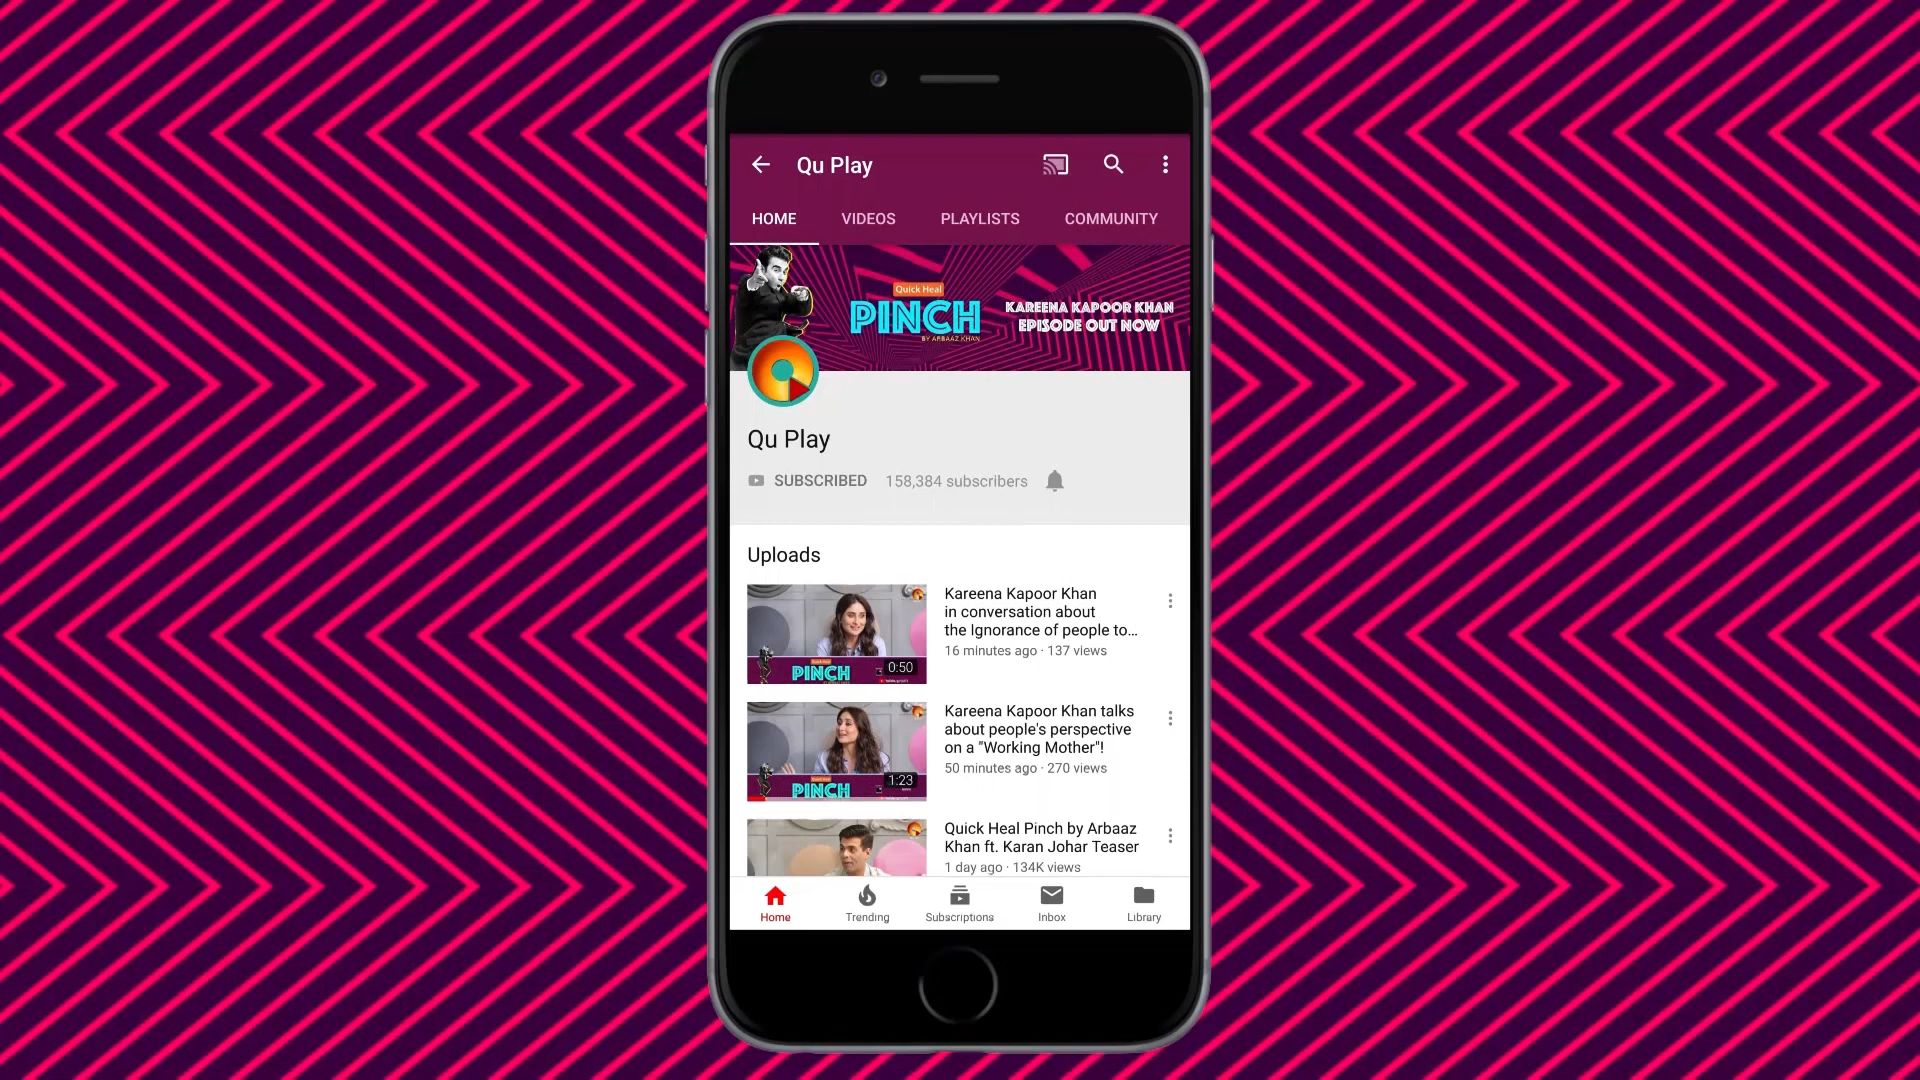 Qu Play
HOME VIDEOS PLAYLISTS COMMUNITY
Quick Heal
PINCH
BY ARBAAZ KHAN
KAREENA KAPOOR KHAN
EPISODE OUT NOW
Qu Play
SUBSCRIBED 158,384 subscribers
Uploads
Kareena Kapoor Khan
in conversation about
the Ignorance of people to...
16 minutes ago · 137 views
Quick Heal
PINCH
0:50
Kareena Kapoor Khan talks
about people's perspective
on a "Working Mother"!
50 minutes ago · 270 views
Quick Heal
PINCH
1:23
Quick Heal Pinch by Arbaaz
Khan ft. Karan Johar Teaser
1 day ago · 134K views
Home Trending Subscriptions Inbox Library